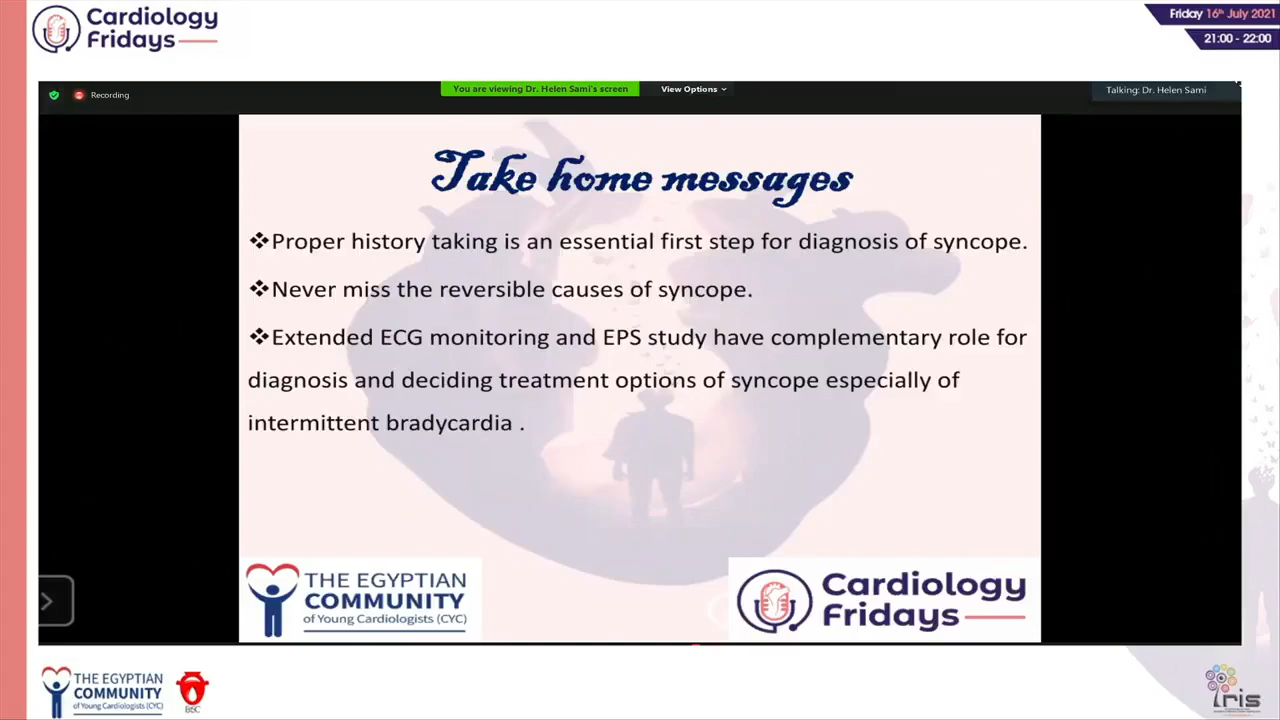 Cardiology
Fridays
Friday 16th July 2021
21:00 - 22:00
Recording
You are viewing Dr. Helen Sami's screen
View Options
Talking: Dr. Helen Sami
Take home messages
❖Proper history taking is an essential first step for diagnosis of syncope.
❖Never miss the reversible causes of syncope.
❖Extended ECG monitoring and EPS study have complementary role for
diagnosis and deciding treatment options of syncope especially of
intermittent bradycardia .
THE EGYPTIAN
COMMUNITY
of Young Cardiologists (CYC)
Cardiology
Fridays
THE EGYPTIAN
COMMUNITY
of Young Cardiologists (CYC)
iris